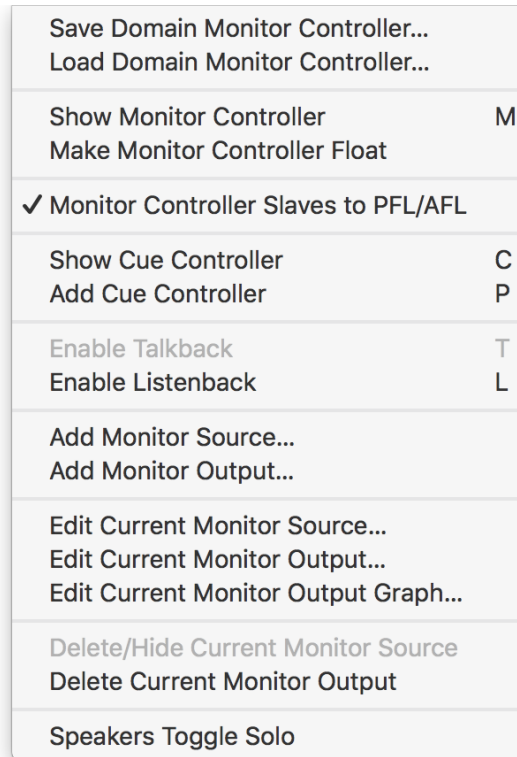 Save Domain Monitor Controller...
Load Domain Monitor Controller...
Show Monitor Controller M
Make Monitor Controller Float
✓ Monitor Controller Slaves to PFL/AFL
Show Cue Controller C
Add Cue Controller P
Enable Talkback T
Enable Listenback L
Add Monitor Source...
Add Monitor Output...
Edit Current Monitor Source...
Edit Current Monitor Output...
Edit Current Monitor Output Graph...
Delete/Hide Current Monitor Source
Delete Current Monitor Output
Speakers Toggle Solo